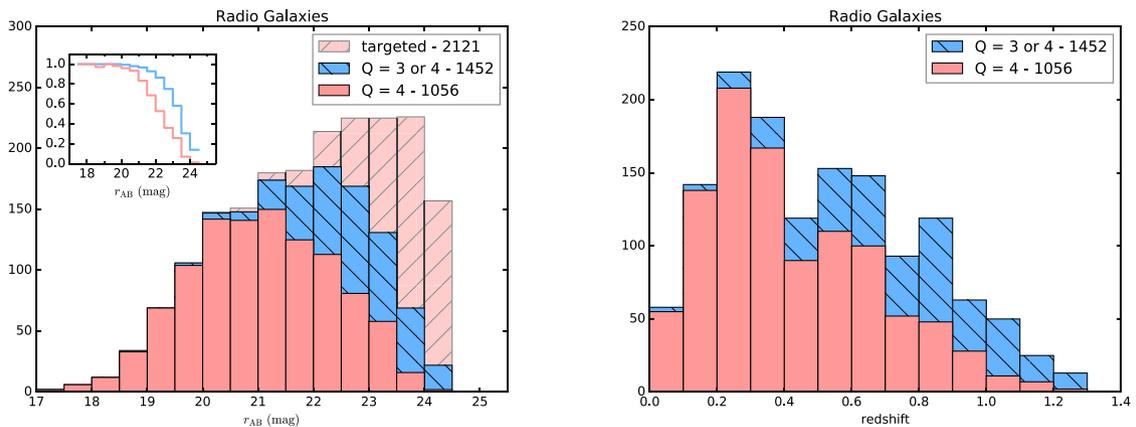 Radio Galaxies
300
250
200
150
100
50
0
17 18 19 20 21 22 23 24 25
r_AB (mag)
targeted - 2121
Q = 3 or 4 - 1452
Q = 4 - 1056
1.0
0.8
0.6
0.4
0.2
0.0
18 20 22 24
r_AB (mag)
Radio Galaxies
250
200
150
100
50
0
0.0 0.2 0.4 0.6 0.8 1.0 1.2 1.4
redshift
Q = 3 or 4 - 1452
Q = 4 - 1056